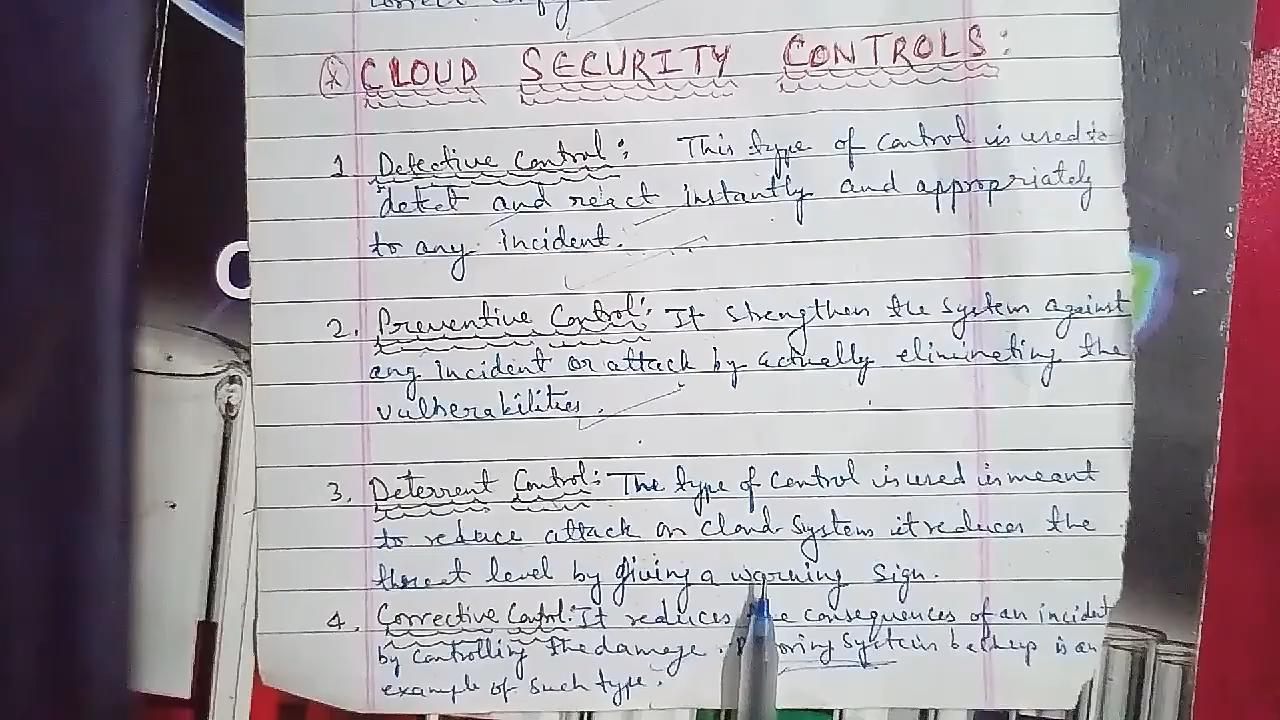 CLOUD SECURITY CONTROLS:
1 Detective Control: This type of control is used to
detect and react instantly and appropriately
to any incident.
2. Preventive Control: It strengthen the system against
any incident or attack by actually elimineting the
vulberabilities.
3. Deterrent Control: The type of control is used is meant
to reduce attack on cloud system it reduces the
threat level by giving a warning sign.
4. Corrective Control: It reduces the consequences of an incident
by controlling the damage. system backup is an
example of such type.
C